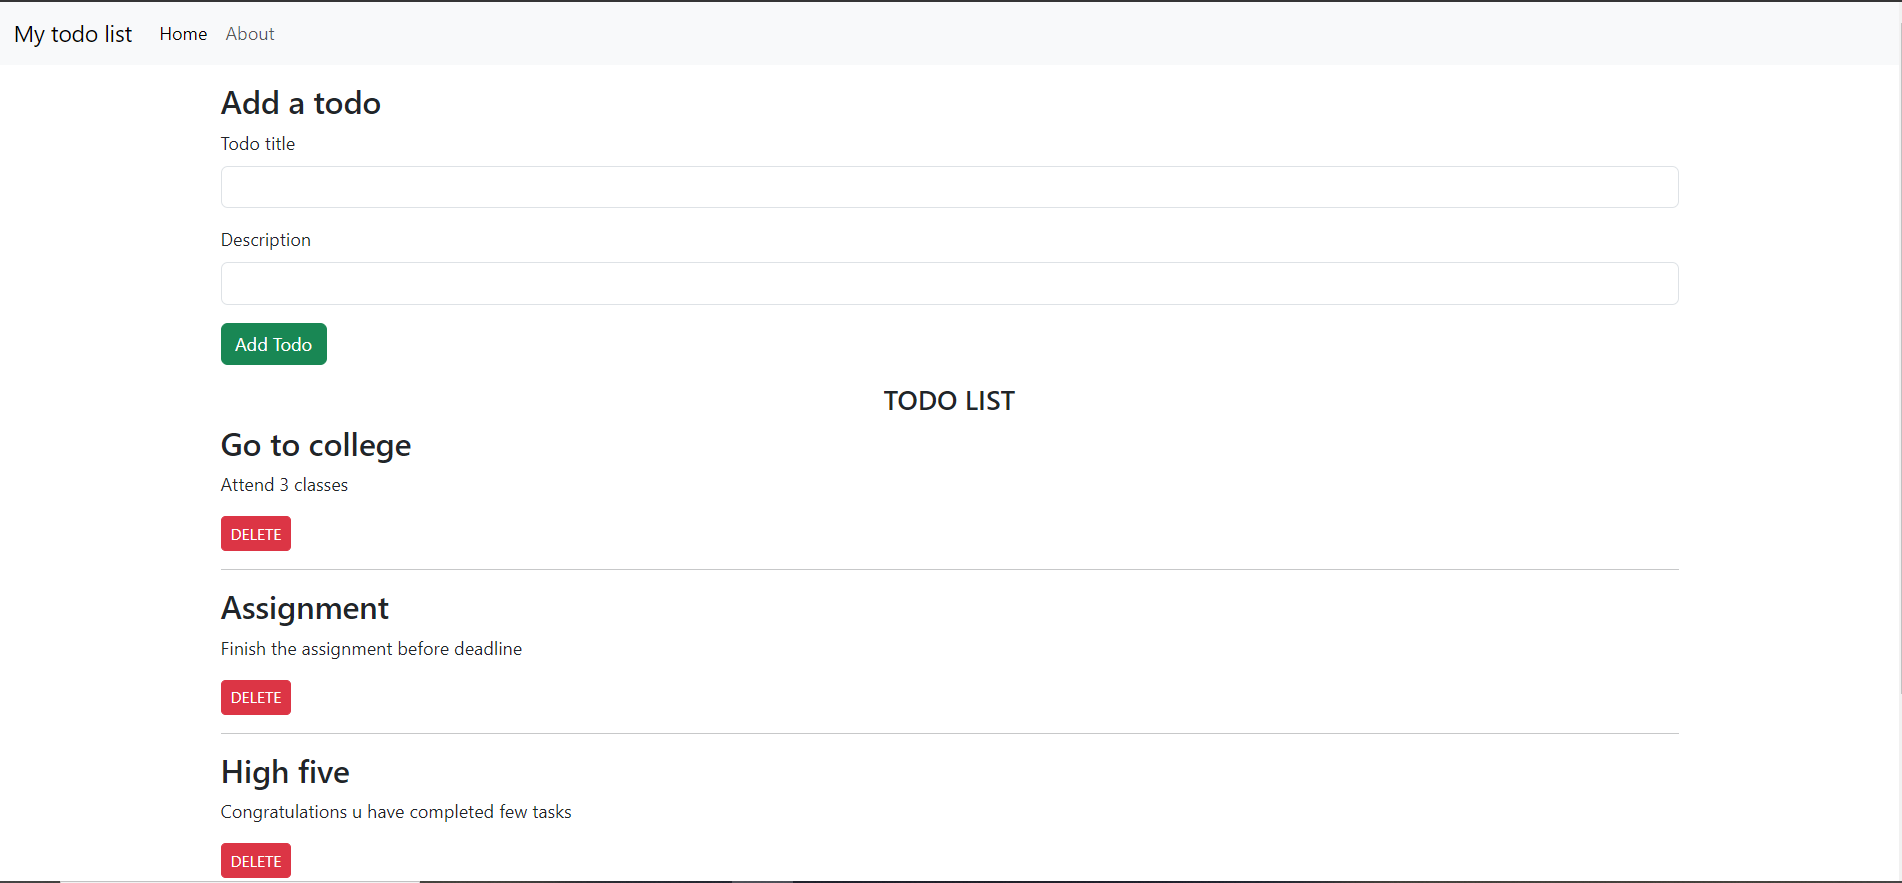 My todo list Home About
Add a todo
Todo title
Description
Add Todo
TODO LIST
Go to college
Attend 3 classes
DELETE
Assignment
Finish the assignment before deadline
DELETE
High five
Congratulations u have completed few tasks
DELETE